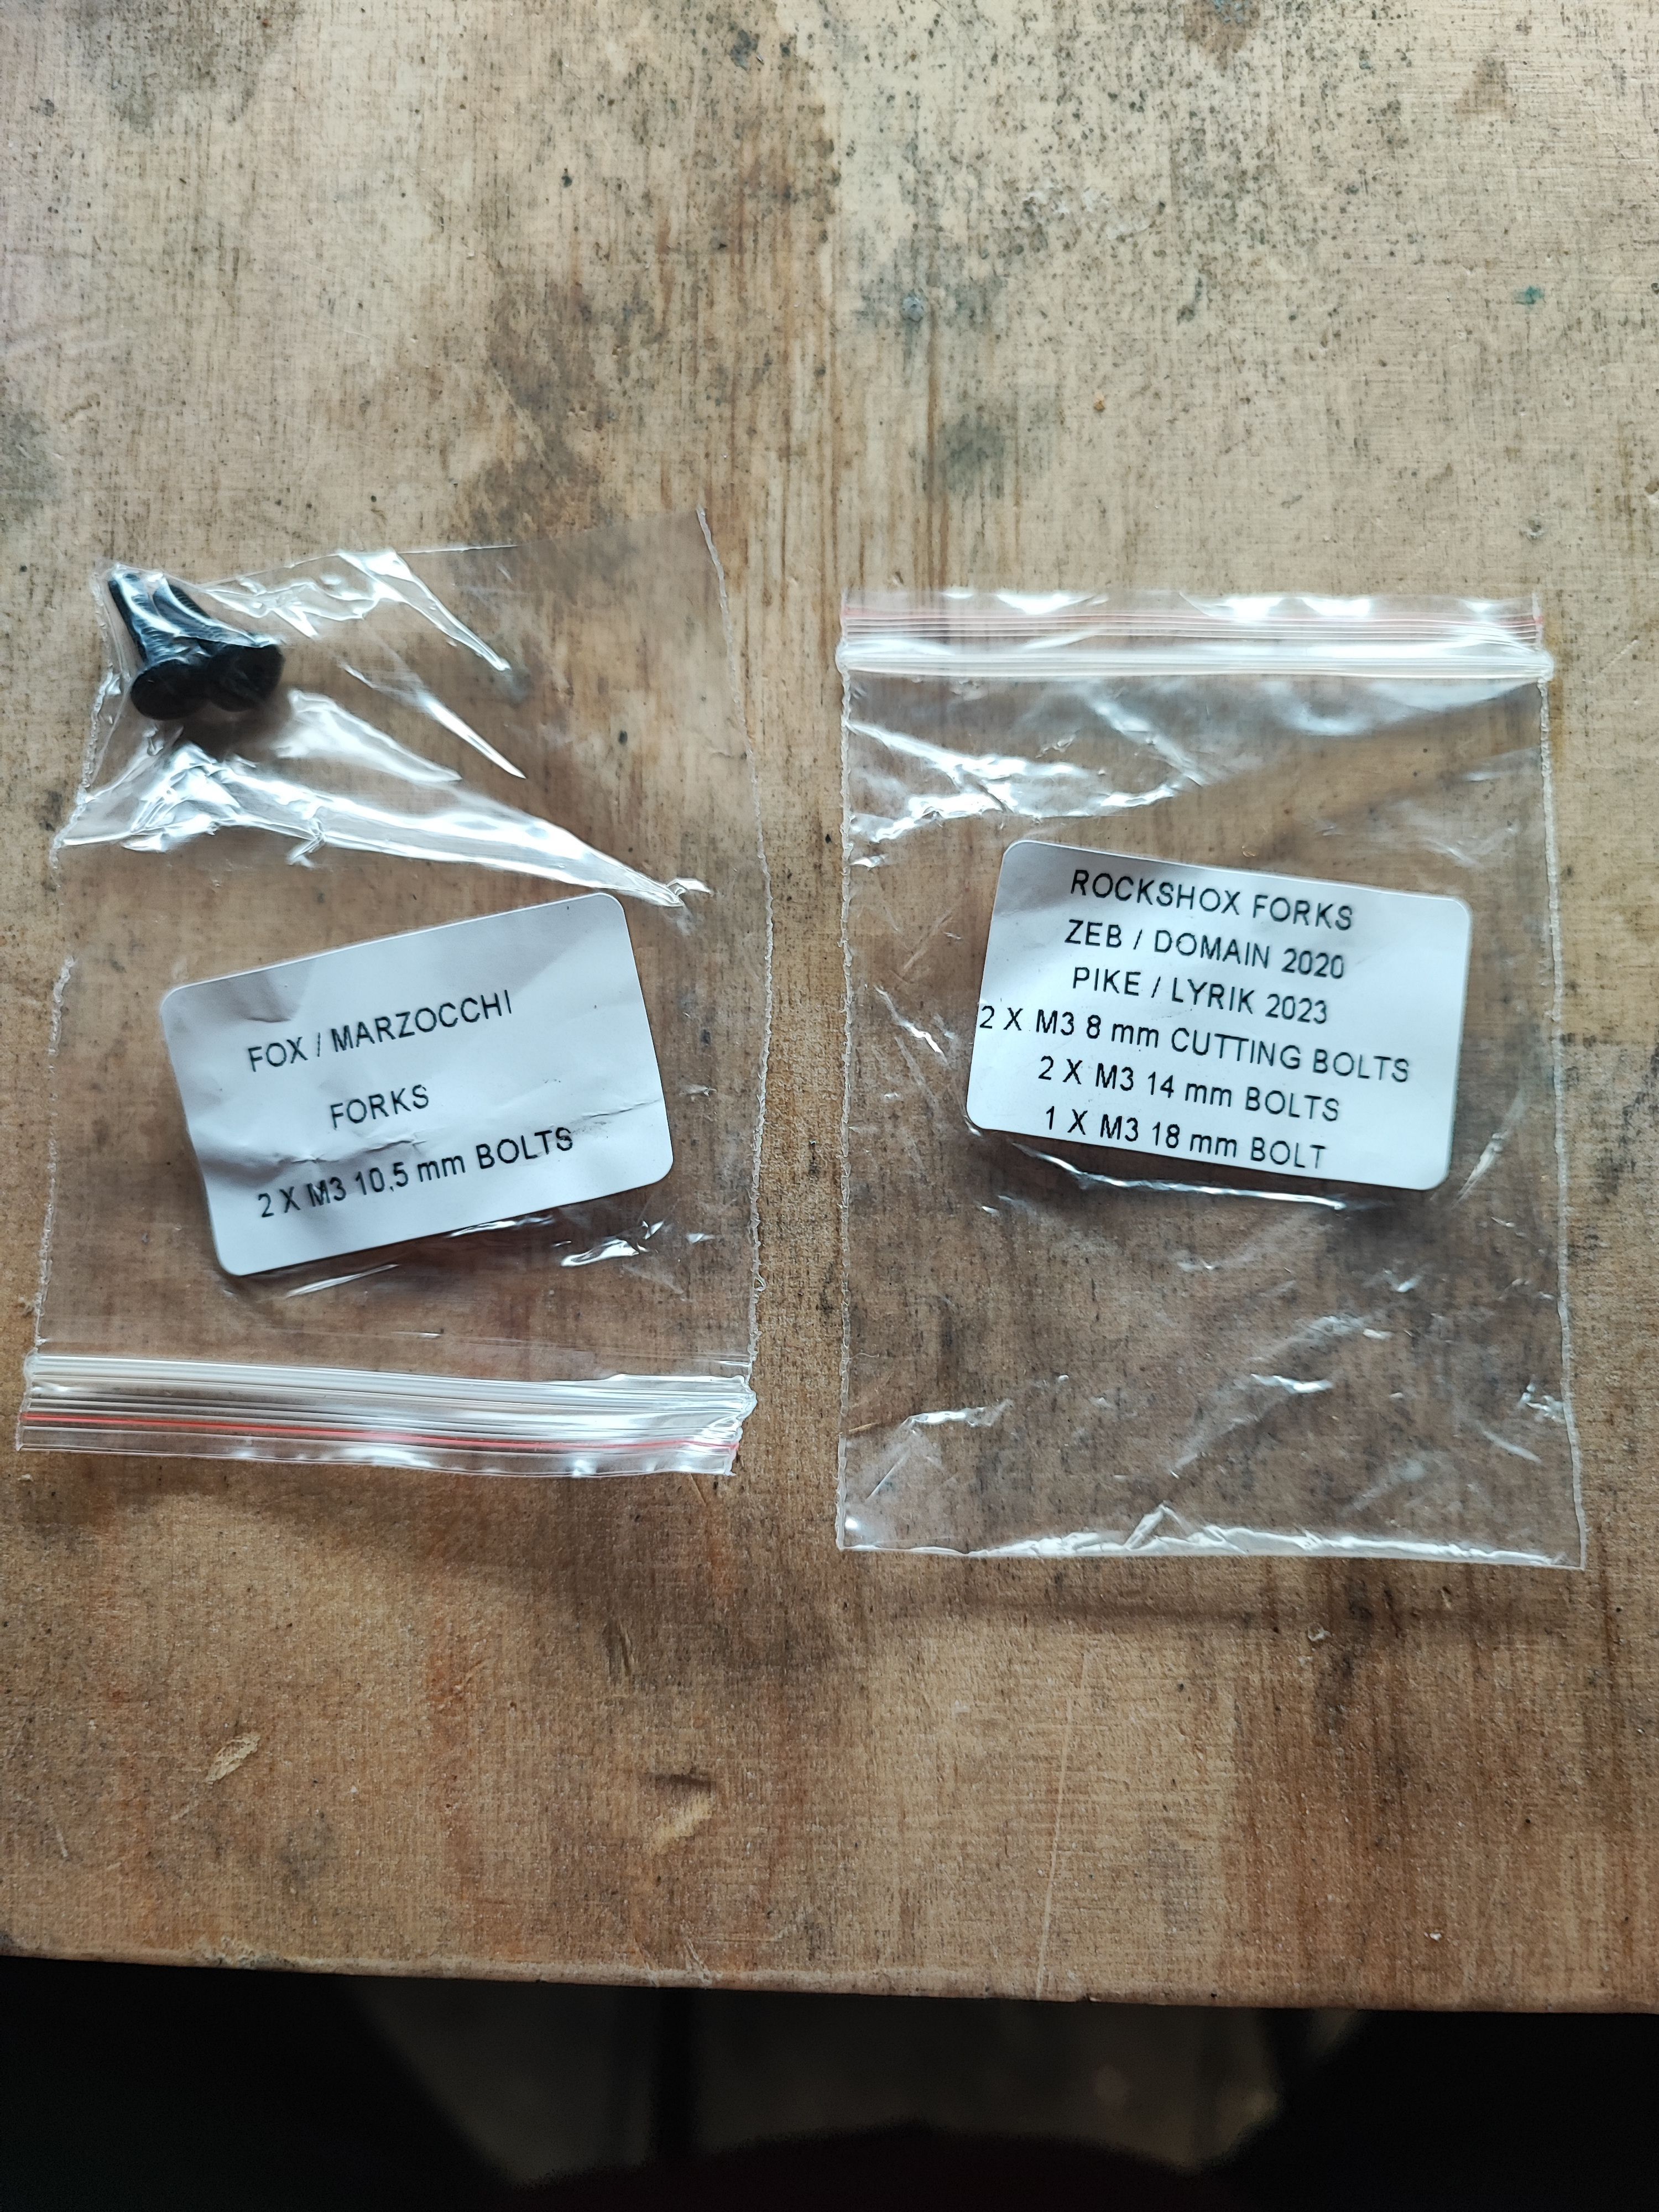 FOX / MARZOCCHI
FORKS
2 X M3 10,5 mm BOLTS
ROCKSHOX FORKS
ZEB / DOMAIN 2020
PIKE / LYRIK 2023
2 X M3 8 mm CUTTING BOLTS
2 X M3 14 mm BOLTS
1 X M3 18 mm BOLT